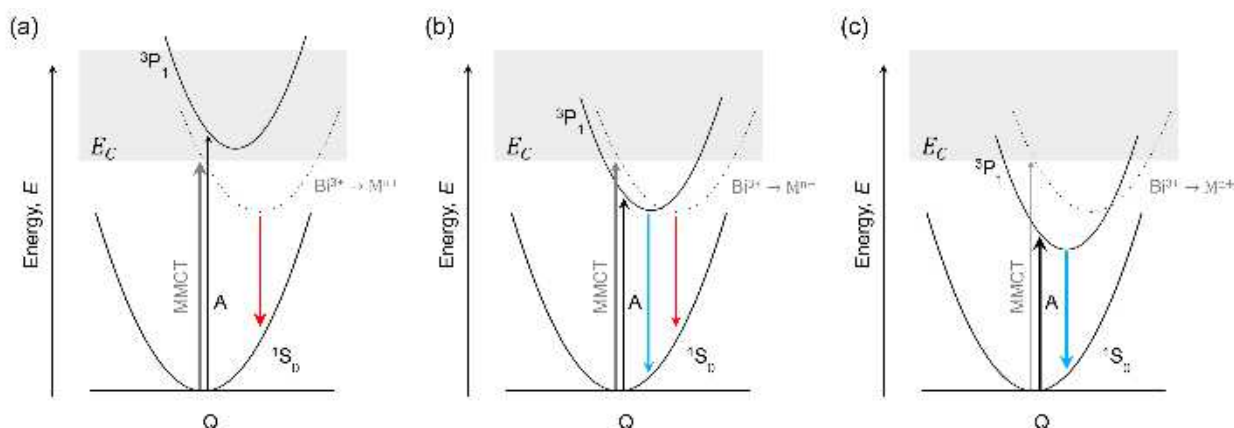 (a)
³P₁
E_C
Bi³⁺ → Mⁿ⁺
Energy, E
MMCT
A
¹S₀
Q
(b)
³P₁
E_C
Bi³⁺ → Mⁿ⁺
Energy, E
MMCT
A
¹S₀
Q
(c)
E_C
³P₁
Bi³⁺ → Mⁿ⁺
Energy, E
MMCT
A
¹S₀
Q